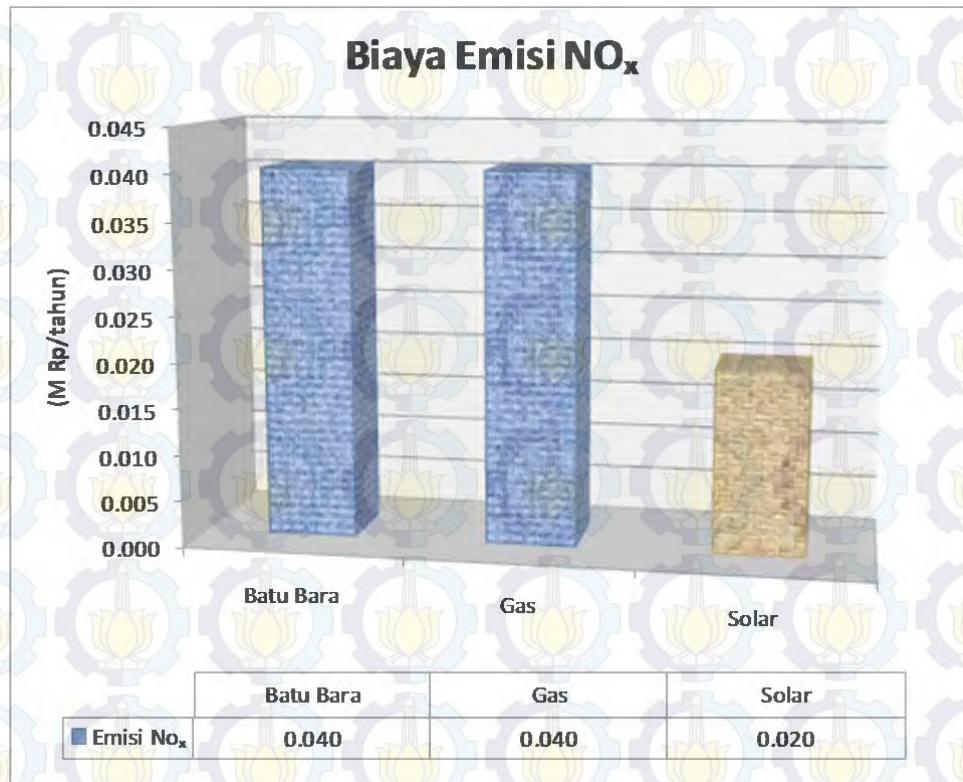 Biaya Emisi NOₓ
(M Rp/tahun)
0.045
0.040
0.035
0.030
0.025
0.020
0.015
0.010
0.005
0.000
Batu Bara
Gas
Solar
Batu Bara Gas Solar
Emisi Noₓ 0.040 0.040 0.020